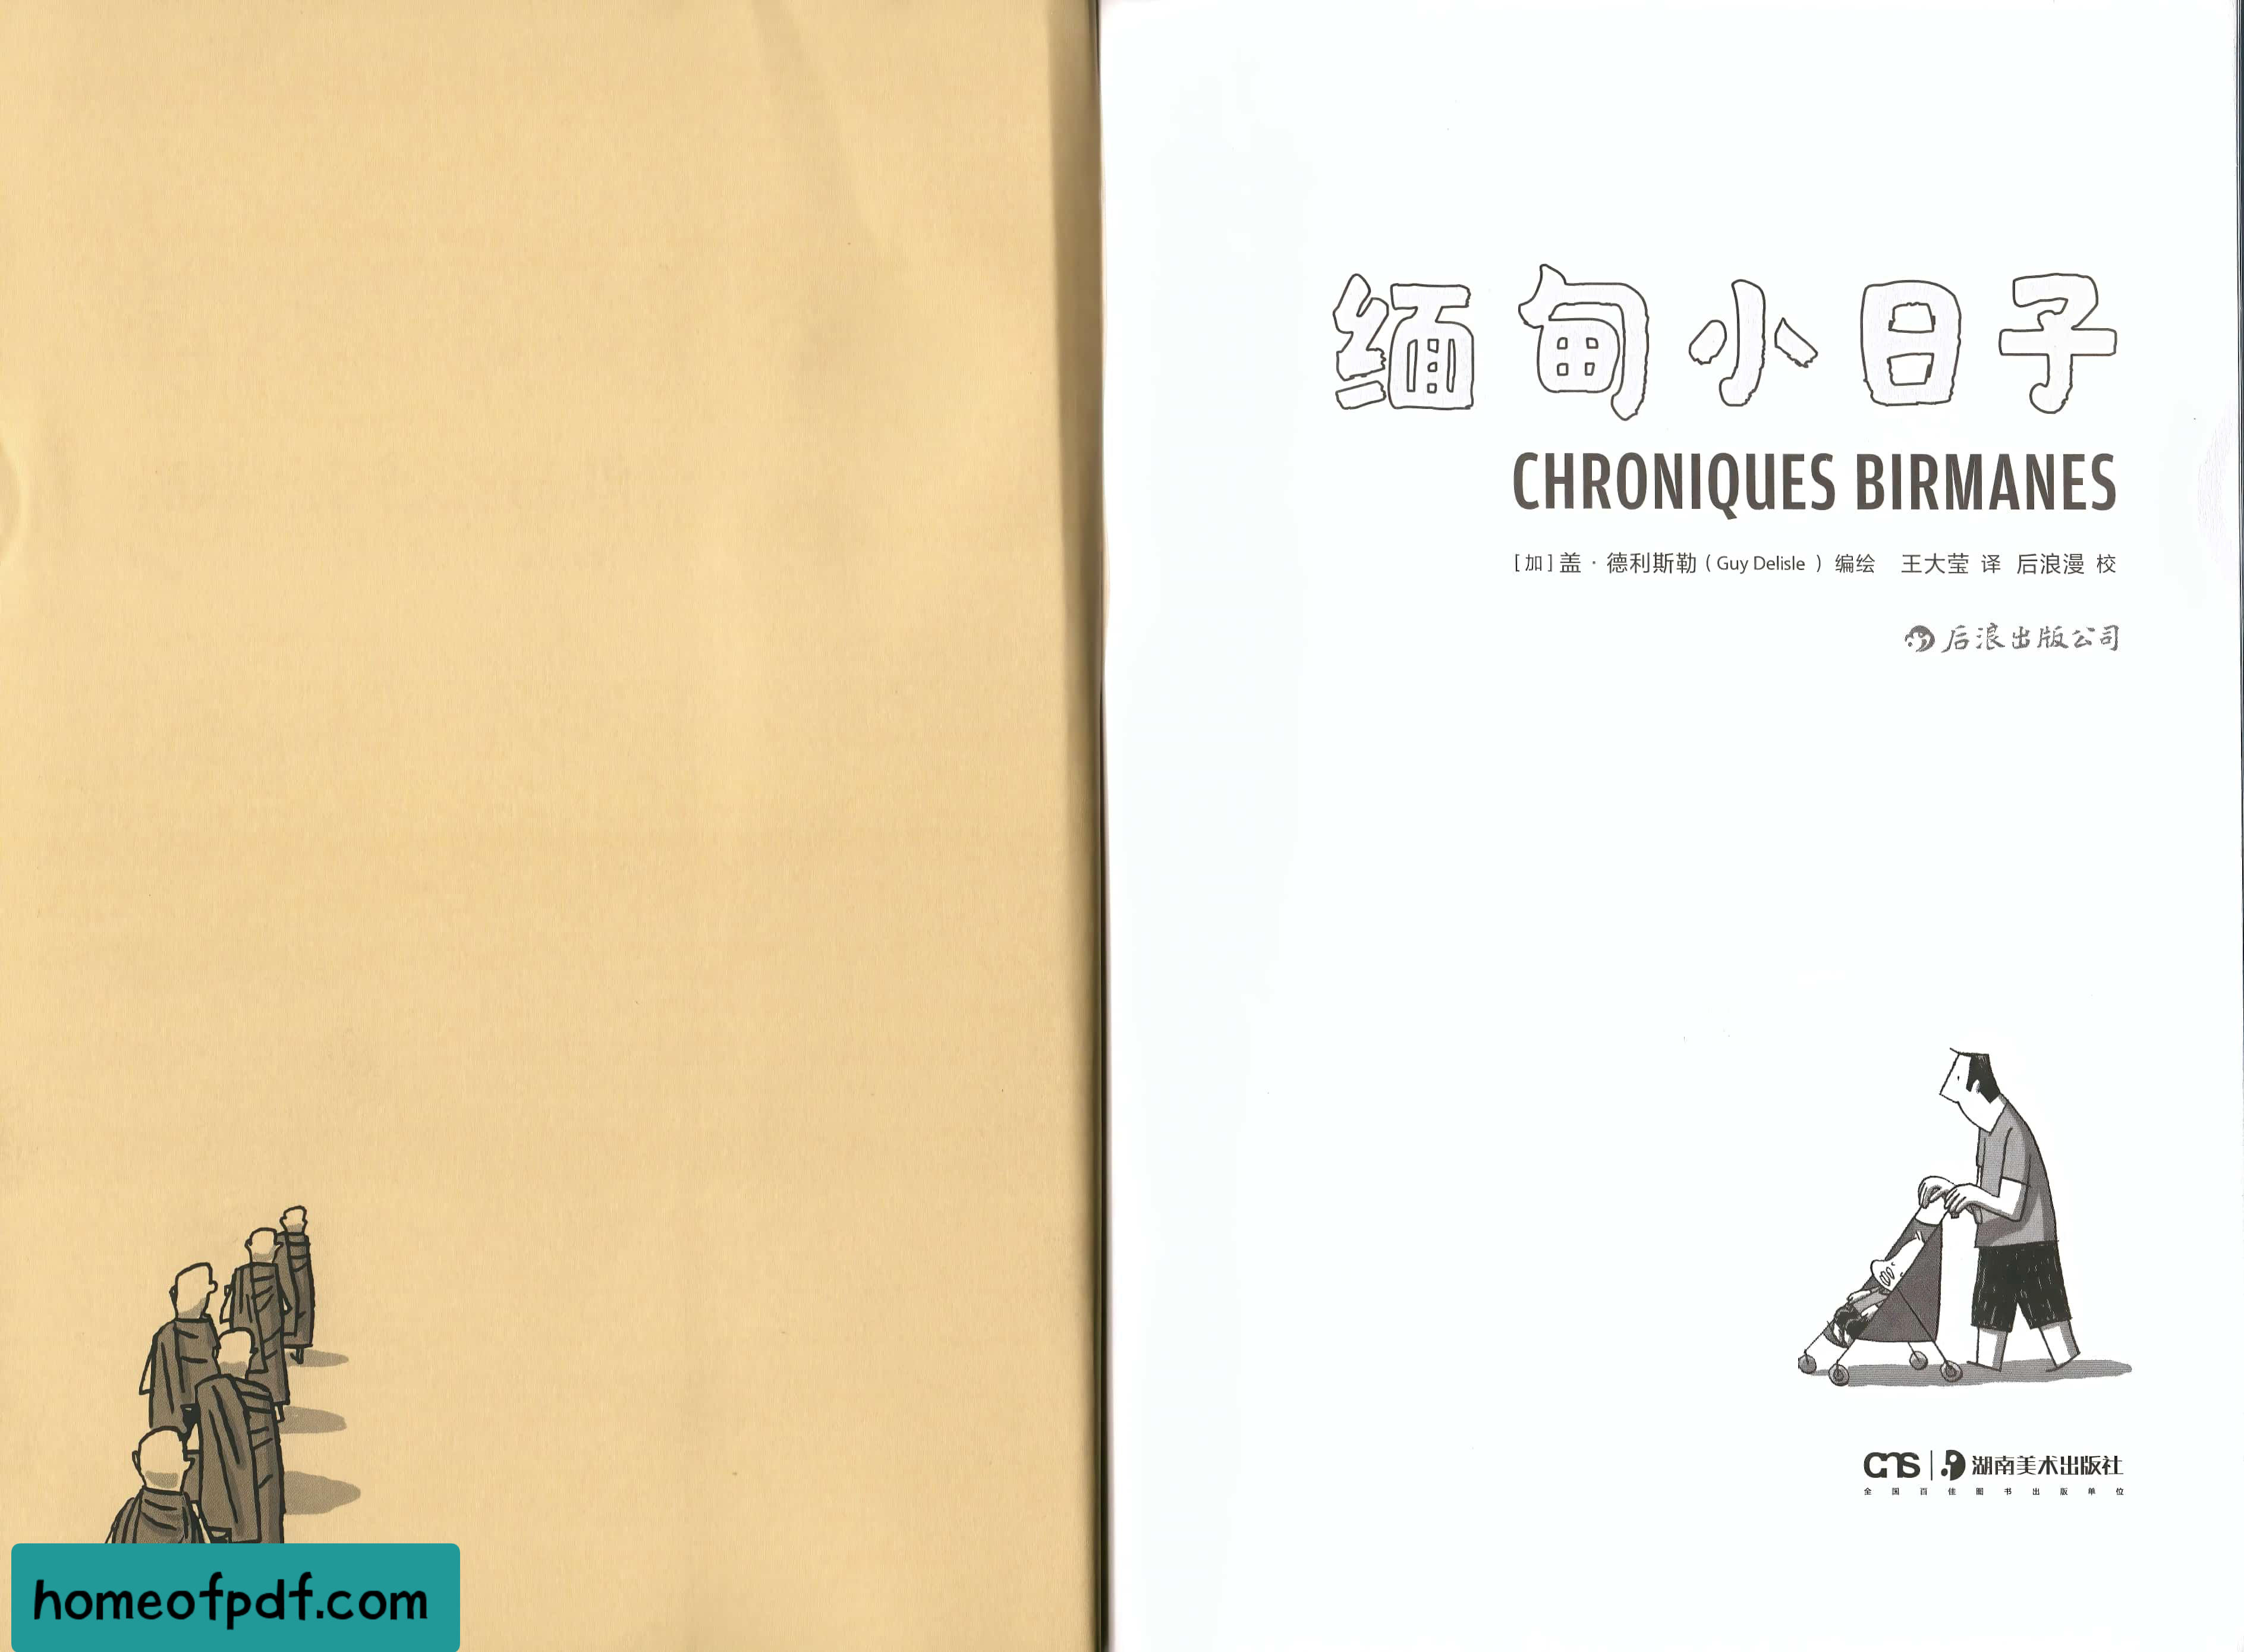 缅甸小日子
CHRONIQUES BIRMANES
[加]盖·德利斯勒(Guy Delisle)编绘 王大莹 译 后浪漫 校
后浪出版公司
cns 湖南美术出版社
全国百佳图书出版单位
homeofpdf.com